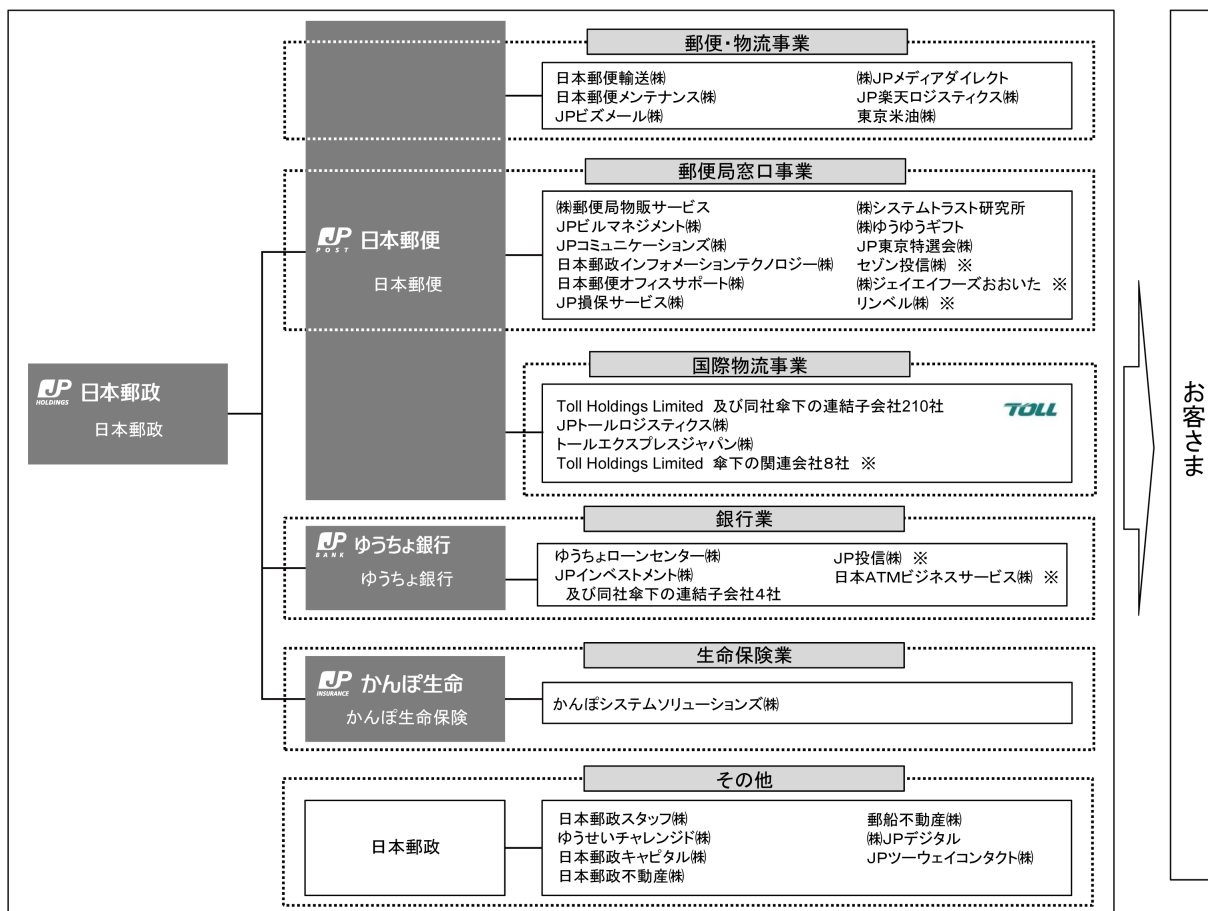 郵便・物流事業
日本郵便輸送㈱
日本郵便メンテナンス㈱
JPビズメール㈱
㈱JPメディアダイレクト
JP楽天ロジスティクス㈱
東京米油㈱
郵便局窓口事業
㈱郵便局物販サービス
JPビルマネジメント㈱
JPコミュニケーションズ㈱
日本郵政インフォメーションテクノロジー㈱
日本郵便オフィスサポート㈱
JP損保サービス㈱
㈱システムトラスト研究所
㈱ゆうゆうギフト
JP東京特選会㈱
セゾン投信㈱ ※
㈱ジェイエイフーズおおいた ※
リンベル㈱ ※
JP POST 日本郵便
日本郵便
国際物流事業
Toll Holdings Limited 及び同社傘下の連結子会社210社
JPトールロジスティクス㈱
トールエクスプレスジャパン㈱
Toll Holdings Limited 傘下の関連会社8社 ※
TOLL
JP HOLDINGS 日本郵政
日本郵政
銀行業
JP BANK ゆうちょ銀行
ゆうちょ銀行
ゆうちょローンセンター㈱
JPインベストメント㈱
及び同社傘下の連結子会社4社
JP投信㈱ ※
日本ATMビジネスサービス㈱ ※
生命保険業
JP INSURANCE かんぽ生命
かんぽ生命保険
かんぽシステムソリューションズ㈱
その他
日本郵政
日本郵政スタッフ㈱
ゆうせいチャレンジド㈱
日本郵政キャピタル㈱
日本郵政不動産㈱
郵船不動産㈱
㈱JPデジタル
JPツーウェイコンタクト㈱
お客さま